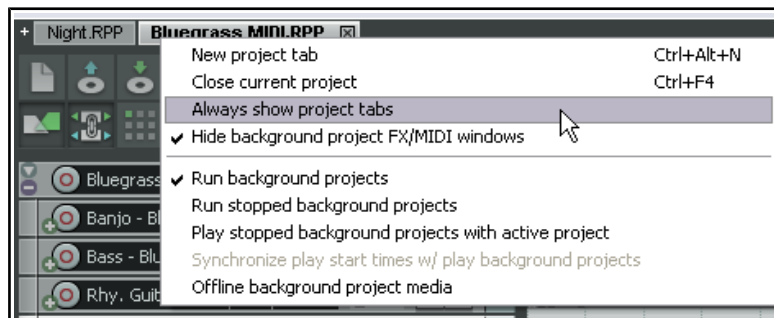 + Night.RPP Bluegrass MIDI.RPP
New project tab Ctrl+Alt+N
Close current project Ctrl+F4
Always show project tabs
Hide background project FX/MIDI windows
Run background projects
Bluegrass
Run stopped background projects
Banjo - Bl
Play stopped background projects with active project
Bass - Blu
Synchronize play start times w/ play background projects
Offline background project media
Rhy. Guit